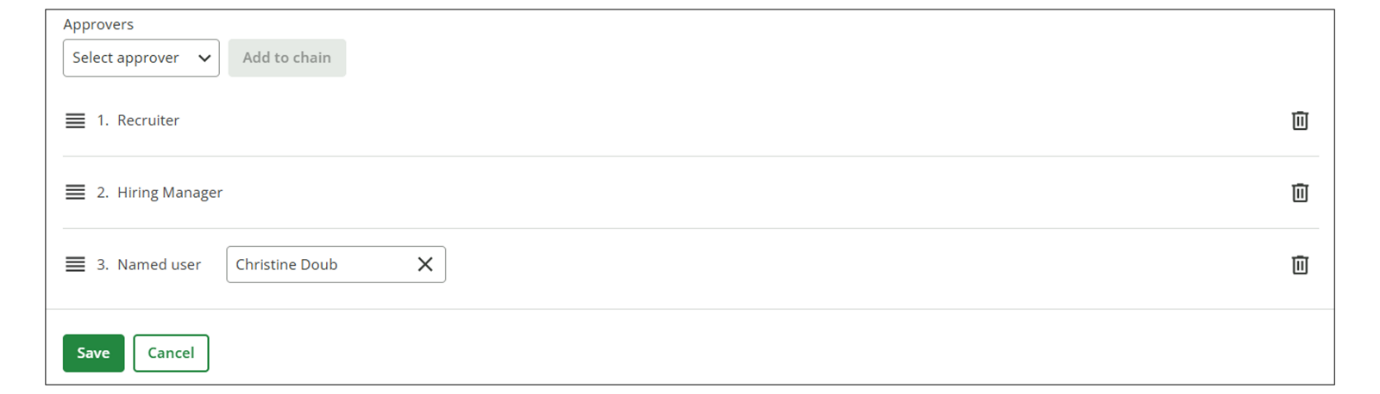 Approvers
Select approver Add to chain
1. Recruiter
2. Hiring Manager
3. Named user Christine Doub
Save Cancel